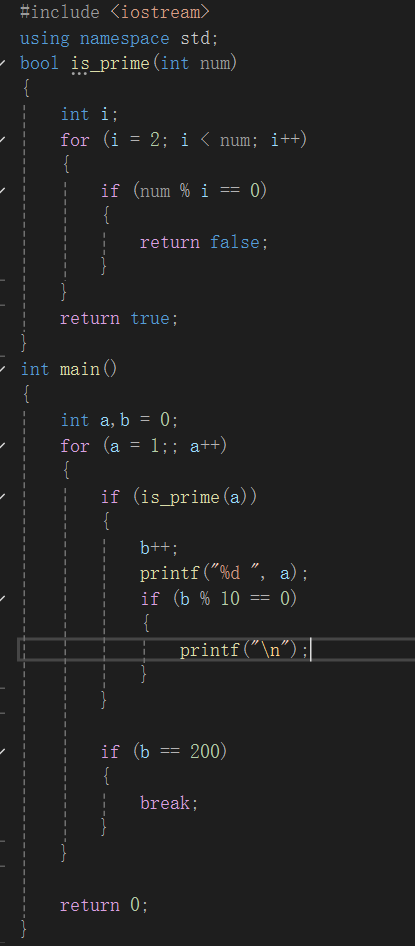 #include <iostream>
using namespace std;
bool is_prime(int num)
{
    int i;
    for (i = 2; i < num; i++)
    {
        if (num % i == 0)
        {
            return false;
        }
    }
    return true;
}
int main()
{
    int a,b = 0;
    for (a = 1;; a++)
    {
        if (is_prime(a))
        {
            b++;
            printf("%d ", a);
            if (b % 10 == 0)
            {
                printf("\n");
            }
        }

        if (b == 200)
        {
            break;
        }
    }

    return 0;
}